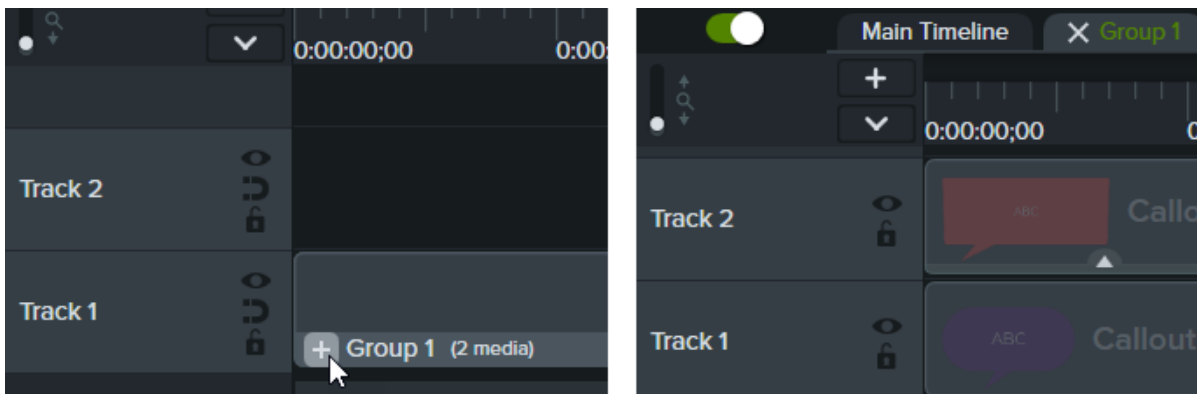 0:00:00;00 0:00:
Track 2
Track 1
Group 1 (2 media)
Main Timeline Group 1
0:00:00;00 0
Track 2
ABC Callo
Track 1
ABC Callout